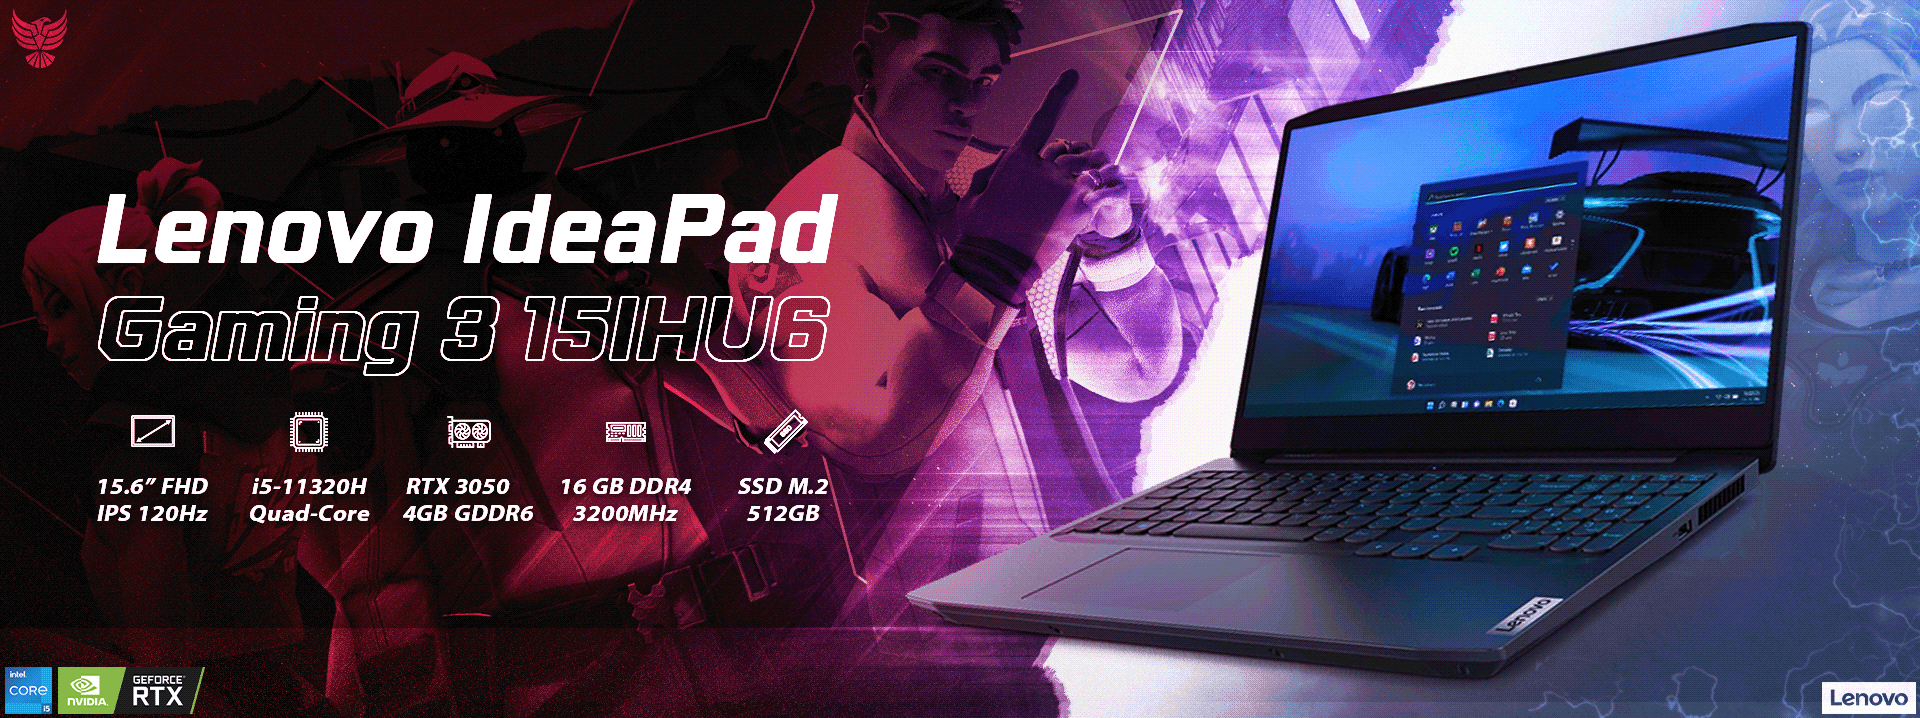 Lenovo IdeaPad
Gaming 3 15IHU6
15.6” FHD
IPS 120Hz
i5-11320H
Quad-Core
RTX 3050
4GB GDDR6
16 GB DDR4
3200MHz
SSD M.2
512GB
Lenovo
intel
CORE
i5
NVIDIA.
GEFORCE
RTX
Lenovo